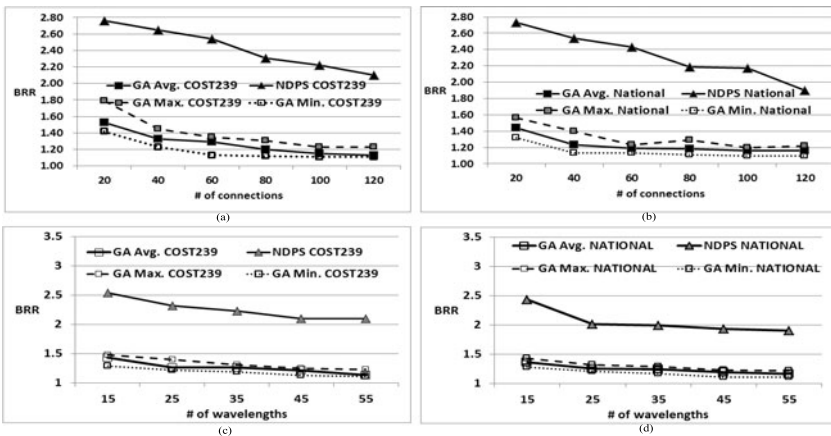 2.80
2.60
2.40
2.20
BRR 2.00
1.80
1.60
1.40
1.20
1.00
GA Avg. COST239 NDPS COST239
GA Max. COST239 GA Min. COST239
20 40 60 80 100 120
# of connections
(a)
2.80
2.60
2.40
2.20
BRR 2.00
1.80
1.60
1.40
1.20
1.00
GA Avg. National NDPS National
GA Max. National GA Min. National
20 40 60 80 100 120
# of connections
(b)
3.5
GA Avg. COST239 NDPS COST239
3
GA Max. COST239 GA Min. COST239
2.5
BRR
2
1.5
1
15 25 35 45 55
# of wavelengths
(c)
3.5
GA Avg. NATIONAL NDPS NATIONAL
3
GA Max. NATIONAL GA Min. NATIONAL
2.5
BRR
2
1.5
1
15 25 35 45 55
# of wavelengths
(d)